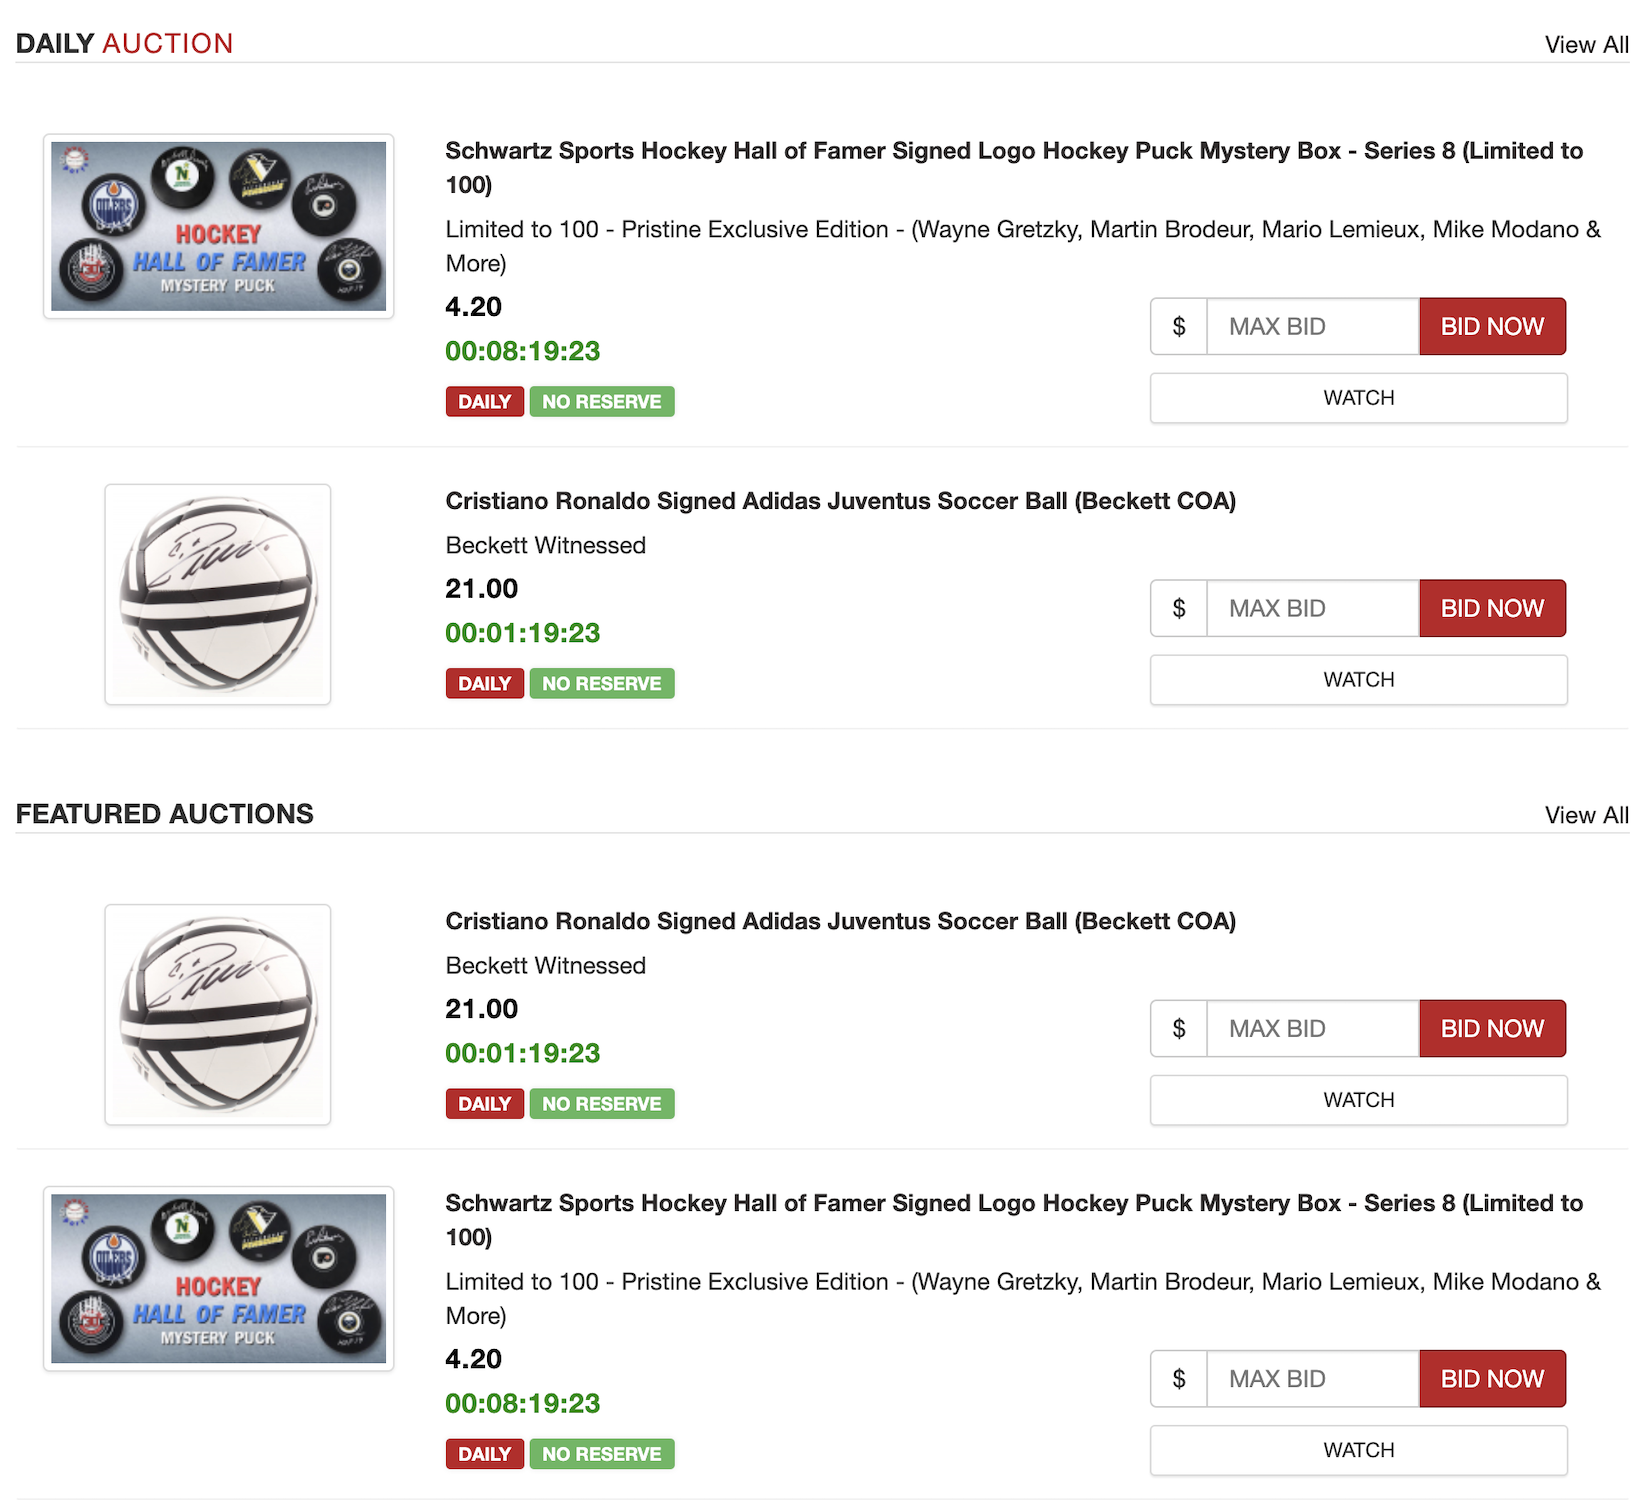 DAILY AUCTION
View All
HOCKEY
HALL OF FAMER
MYSTERY PUCK
OILERS
Schwartz Sports Hockey Hall of Famer Signed Logo Hockey Puck Mystery Box - Series 8 (Limited to
100)
Limited to 100 - Pristine Exclusive Edition - (Wayne Gretzky, Martin Brodeur, Mario Lemieux, Mike Modano &
More)
4.20
$ MAX BID BID NOW
00:08:19:23
WATCH
DAILY NO RESERVE
Cristiano Ronaldo Signed Adidas Juventus Soccer Ball (Beckett COA)
Beckett Witnessed
21.00
$ MAX BID BID NOW
00:01:19:23
WATCH
DAILY NO RESERVE
FEATURED AUCTIONS
View All
Cristiano Ronaldo Signed Adidas Juventus Soccer Ball (Beckett COA)
Beckett Witnessed
21.00
$ MAX BID BID NOW
00:01:19:23
WATCH
DAILY NO RESERVE
OILERS
HOCKEY
HALL OF FAMER
MYSTERY PUCK
Schwartz Sports Hockey Hall of Famer Signed Logo Hockey Puck Mystery Box - Series 8 (Limited to
100)
Limited to 100 - Pristine Exclusive Edition - (Wayne Gretzky, Martin Brodeur, Mario Lemieux, Mike Modano &
More)
4.20
$ MAX BID BID NOW
00:08:19:23
WATCH
DAILY NO RESERVE